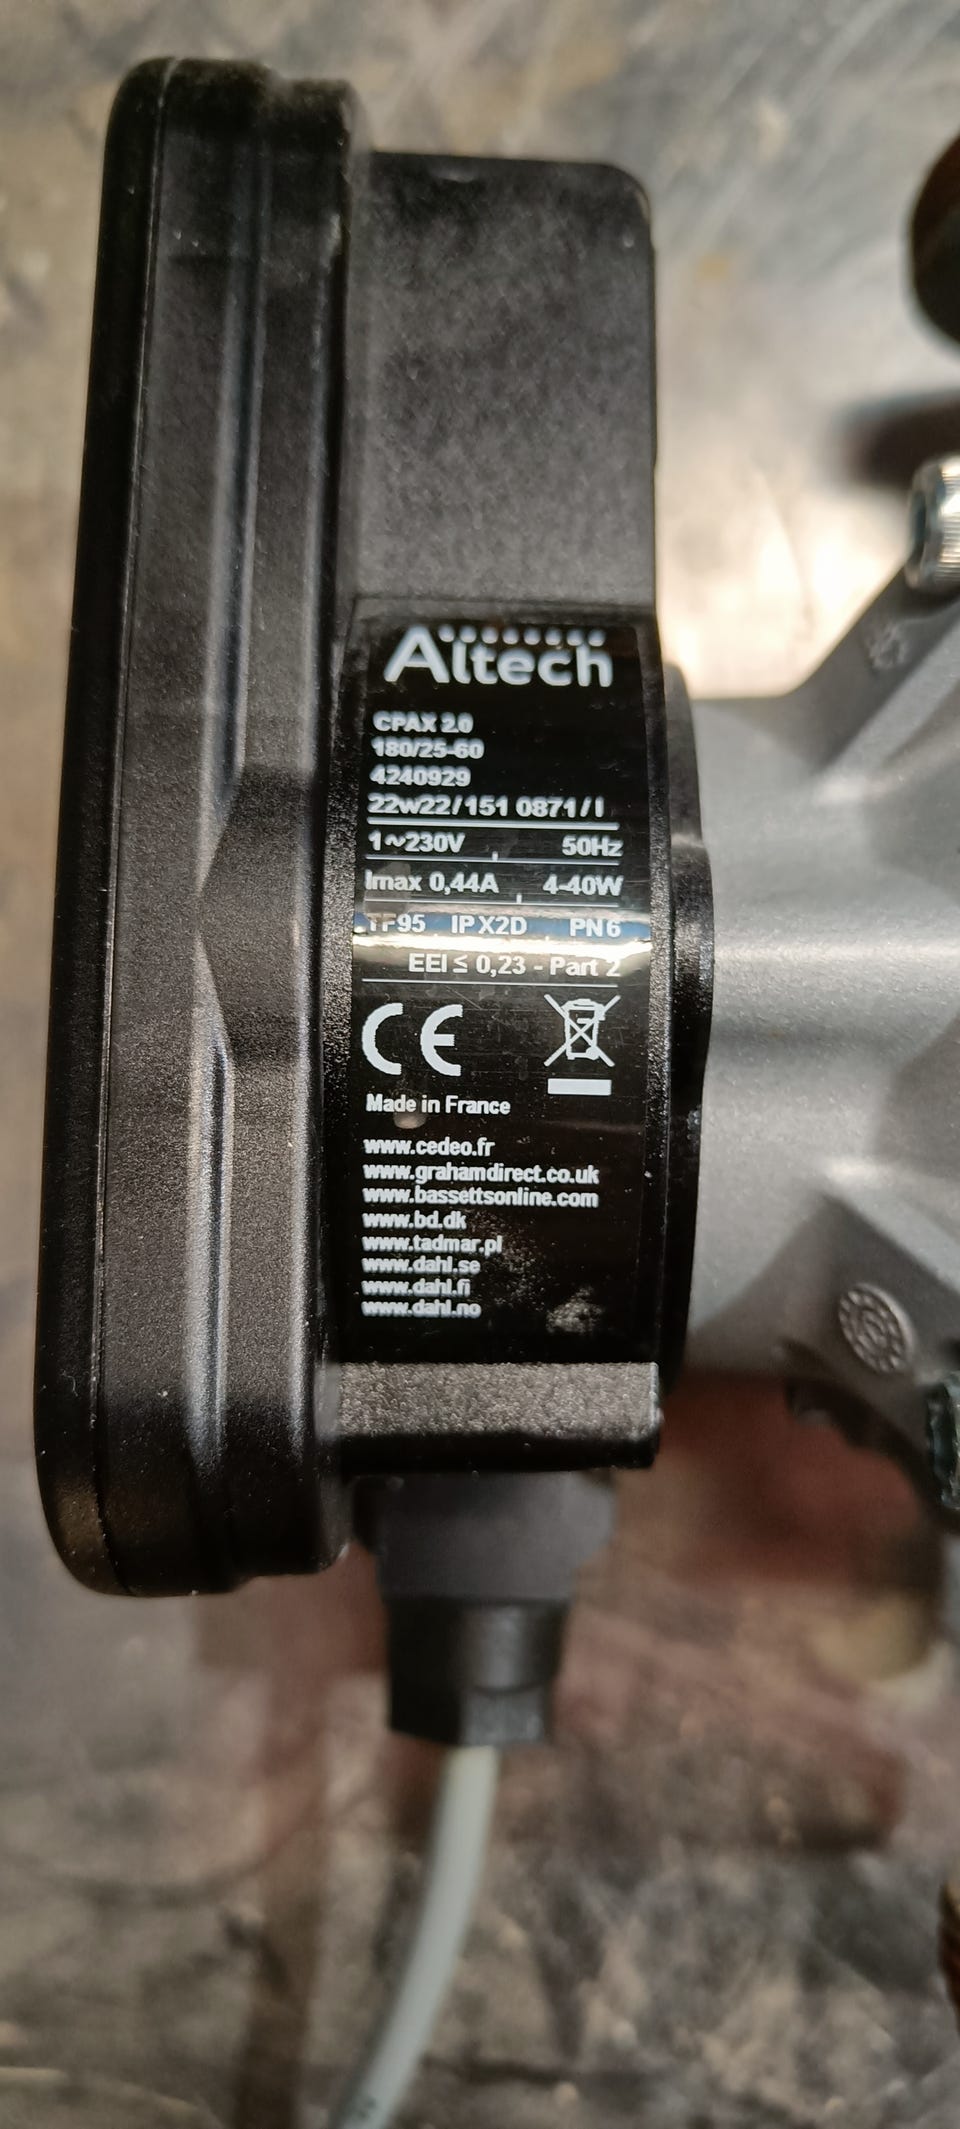 Altech
CPAX 2.0
180/25-60
4240929
22w22/151 0871/I
1~230V 50Hz
Imax 0,44A 4-40W
TF95 IPX2D PN6
EEI ≤ 0,23 - Part 2
CE
Made in France
www.cedeo.fr
www.grahamdirect.co.uk
www.bassettsonline.com
www.bd.dk
www.tadmar.pl
www.dahl.se
www.dahl.fi
www.dahl.no